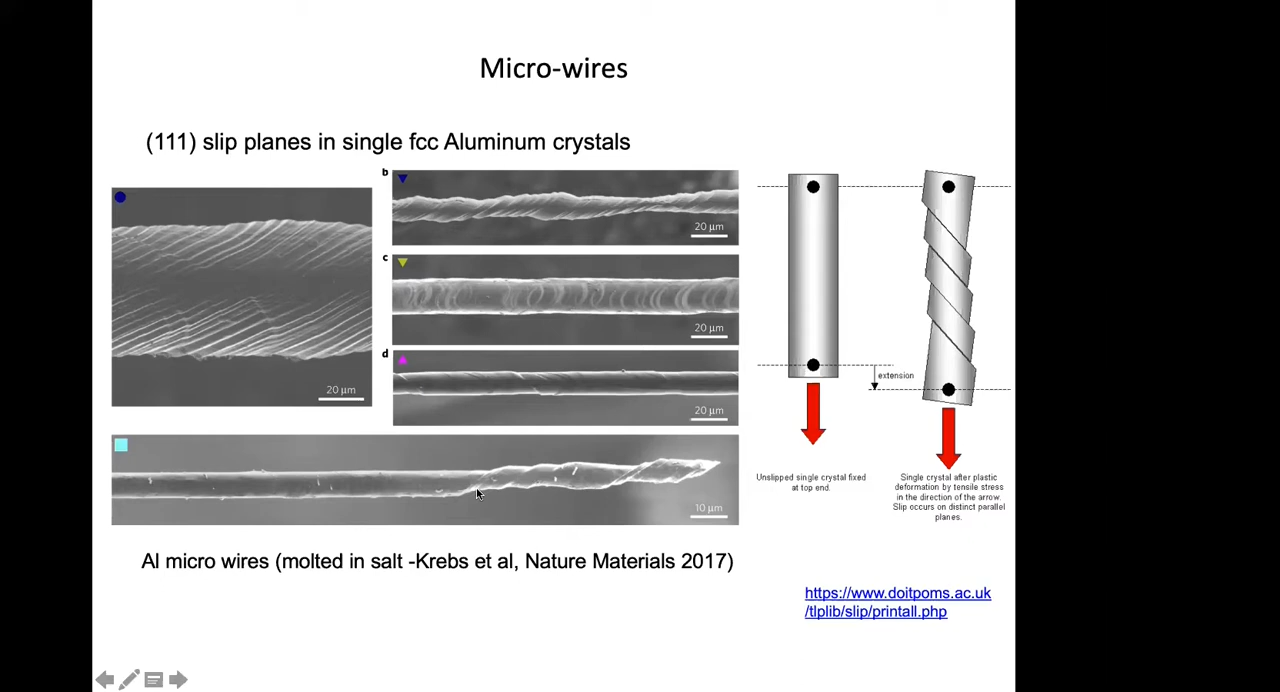 Micro-wires
(111) slip planes in single fcc Aluminum crystals
20 µm
b
20 µm
c
20 µm
d
20 µm
10 µm
extension
Unslipped single crystal fixed
at top end.
Single crystal after plastic
deformation by tensile stress
in the direction of the arrow.
Slip occurs on distinct parallel
planes.
Al micro wires (molted in salt -Krebs et al, Nature Materials 2017)
https://www.doitpoms.ac.uk
/tlplib/slip/printall.php